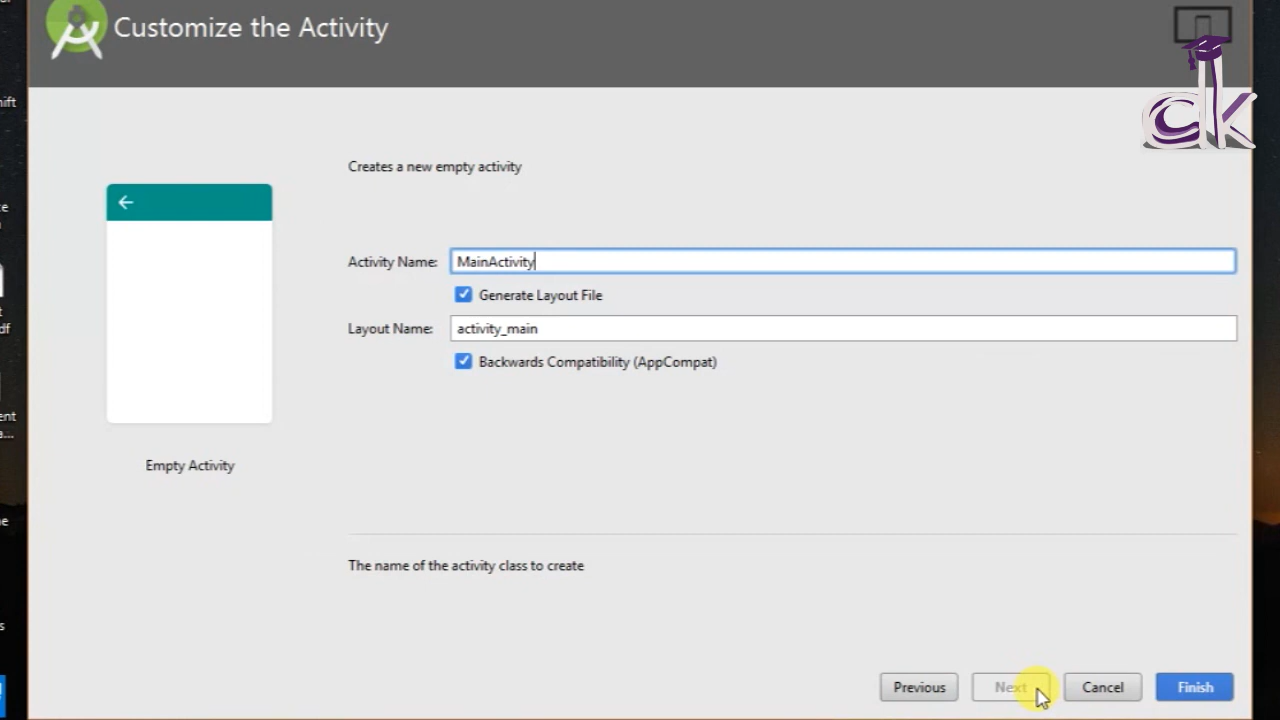 Customize the Activity
ck
Creates a new empty activity
Activity Name: MainActivity
Generate Layout File
Layout Name: activity_main
Backwards Compatibility (AppCompat)
Empty Activity
The name of the activity class to create
Previous Next Cancel Finish